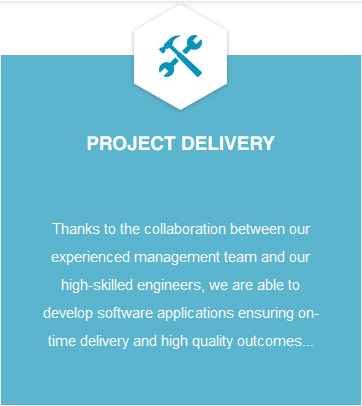 PROJECT DELIVERY
Thanks to the collaboration between our
experienced management team and our
high-skilled engineers, we are able to
develop software applications ensuring on-
time delivery and high quality outcomes...